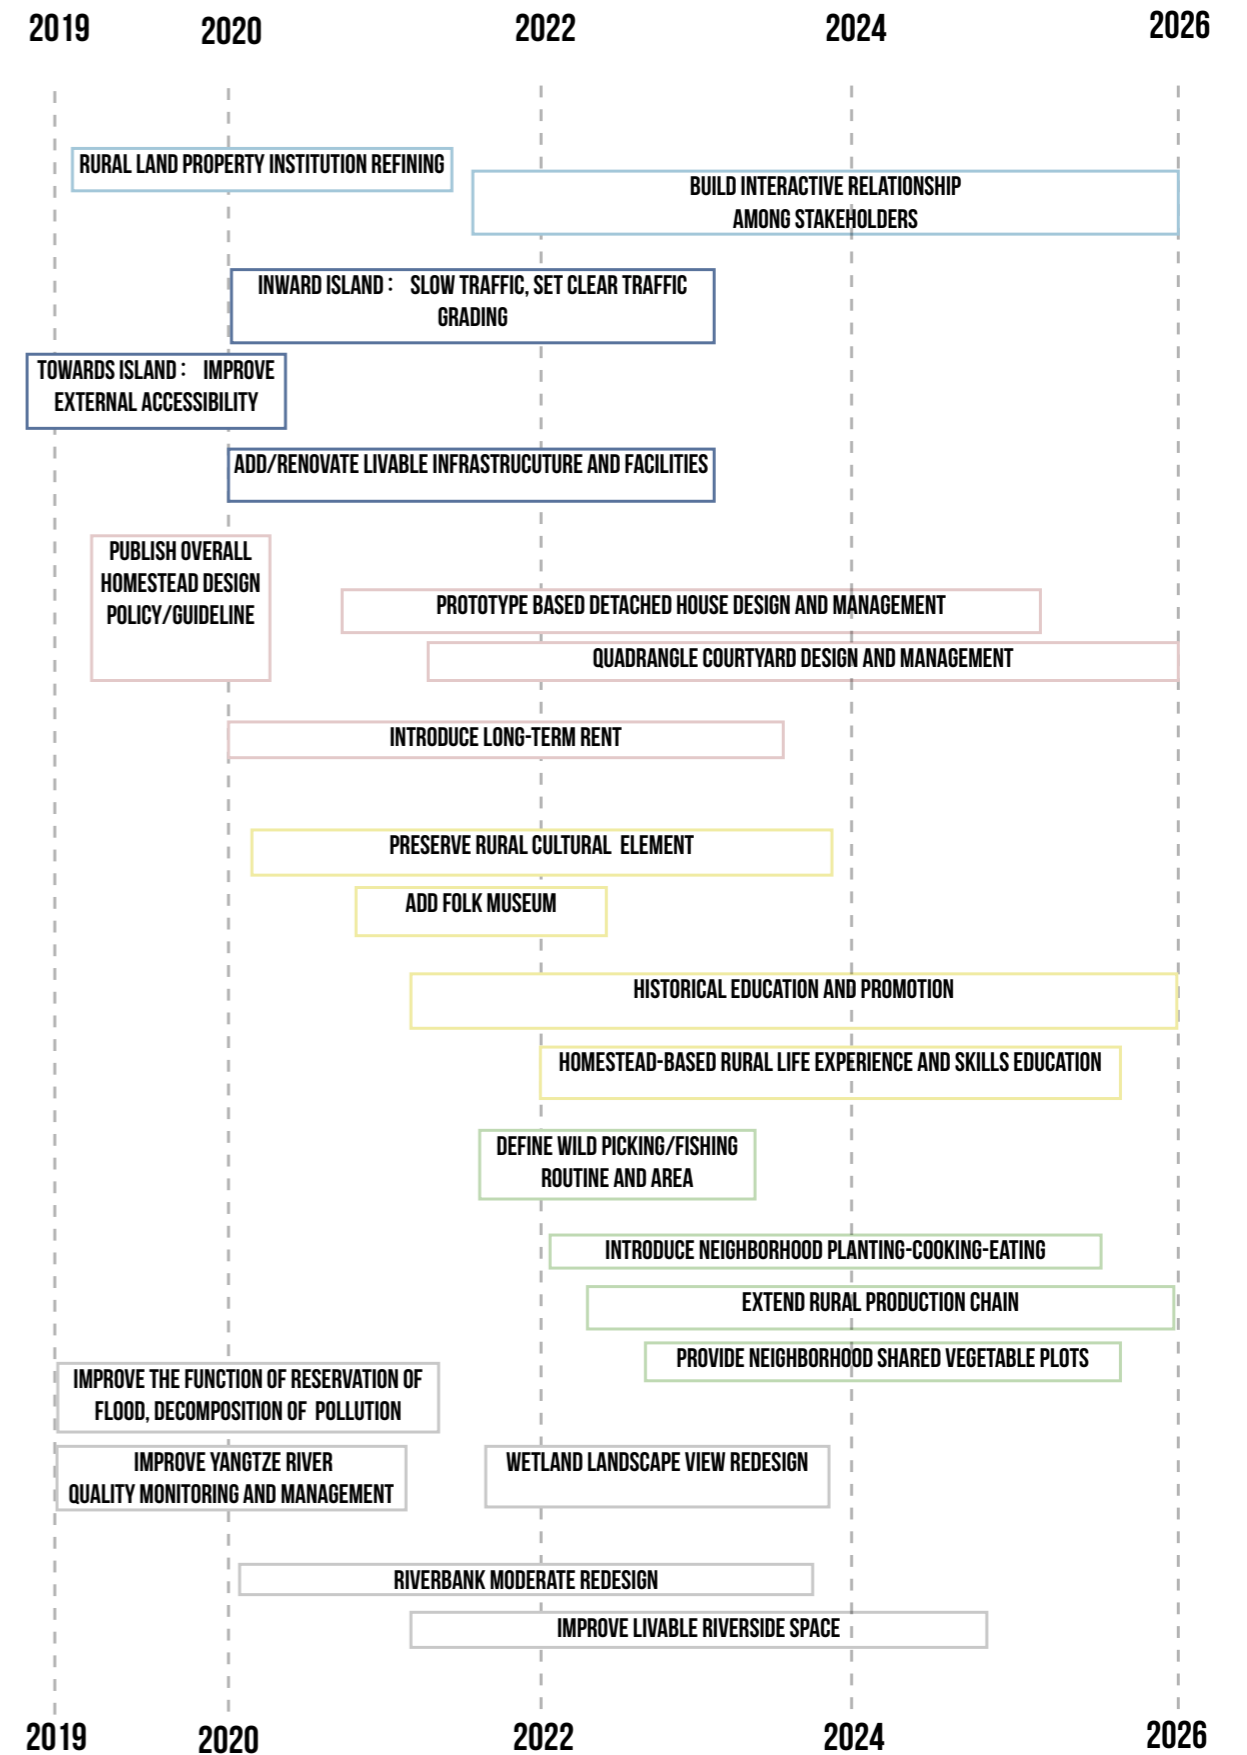 2019 2020 2022 2024 2026
RURAL LAND PROPERTY INSTITUTION REFINING
BUILD INTERACTIVE RELATIONSHIP
AMONG STAKEHOLDERS
INWARD ISLAND： SLOW TRAFFIC, SET CLEAR TRAFFIC
GRADING
TOWARDS ISLAND： IMPROVE
EXTERNAL ACCESSIBILITY
ADD/RENOVATE LIVABLE INFRASTRUCUTURE AND FACILITIES
PUBLISH OVERALL
HOMESTEAD DESIGN
POLICY/GUIDELINE
PROTOTYPE BASED DETACHED HOUSE DESIGN AND MANAGEMENT
QUADRANGLE COURTYARD DESIGN AND MANAGEMENT
INTRODUCE LONG-TERM RENT
PRESERVE RURAL CULTURAL ELEMENT
ADD FOLK MUSEUM
HISTORICAL EDUCATION AND PROMOTION
HOMESTEAD-BASED RURAL LIFE EXPERIENCE AND SKILLS EDUCATION
DEFINE WILD PICKING/FISHING
ROUTINE AND AREA
INTRODUCE NEIGHBORHOOD PLANTING-COOKING-EATING
EXTEND RURAL PRODUCTION CHAIN
PROVIDE NEIGHBORHOOD SHARED VEGETABLE PLOTS
IMPROVE THE FUNCTION OF RESERVATION OF
FLOOD, DECOMPOSITION OF POLLUTION
IMPROVE YANGTZE RIVER
QUALITY MONITORING AND MANAGEMENT
WETLAND LANDSCAPE VIEW REDESIGN
RIVERBANK MODERATE REDESIGN
IMPROVE LIVABLE RIVERSIDE SPACE
2019 2020 2022 2024 2026